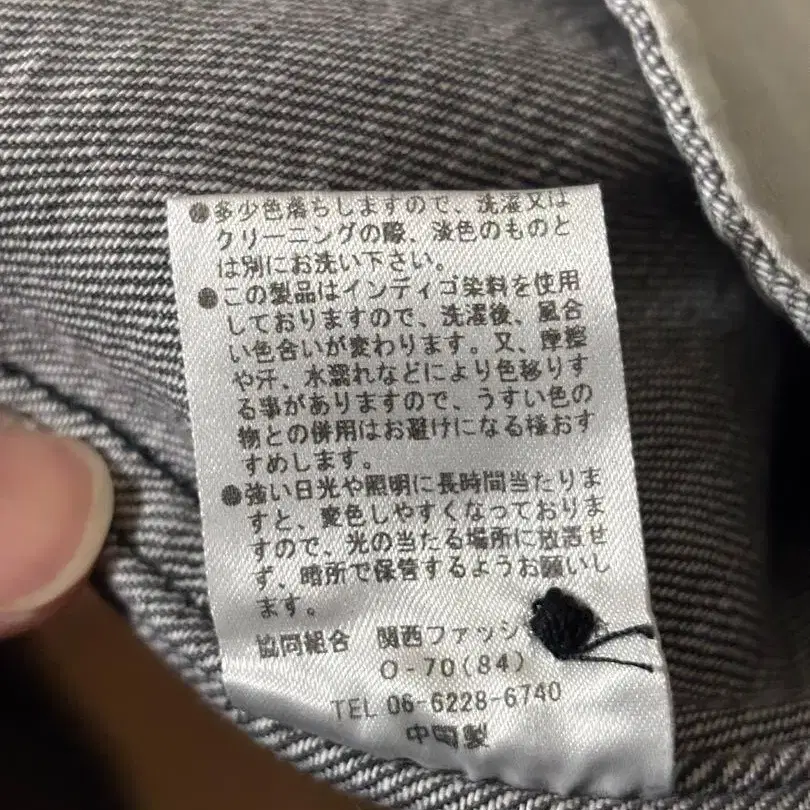 ●多少色落ちしますので、洗濯又は
クリーニングの際、淡色のものと
は別にお洗い下さい。
●この製品はインディゴ染料を使用
しておりますので、洗濯後、風合
い色合いが変わります。又、摩擦
や汗、水濡れなどにより色移りす
る事がありますので、うすい色の
物との併用はお避けになる様おす
すめします。
●強い日光や照明に長時間当たりま
すと、変色しやすくなっておりま
すので、光の当たる場所に放置せ
ず、暗所で保管するようお願いし
ます。
協同組合 関西ファッシ
O-70(84)
TEL 06-6228-6740
中国製